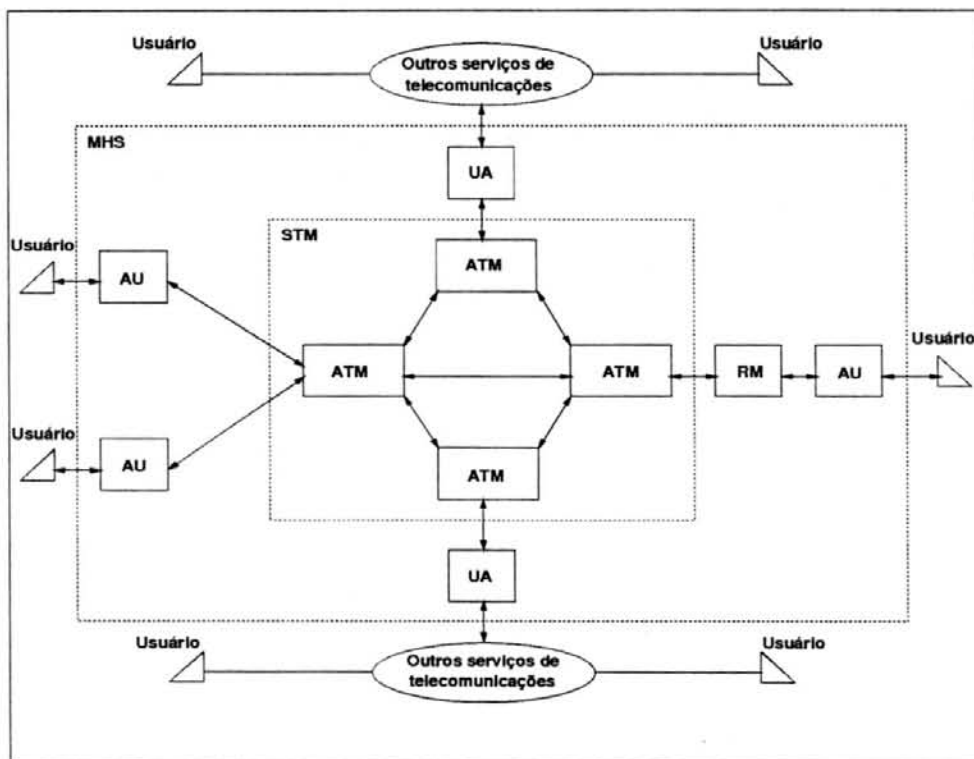 Usuário
Usuário
Outros serviços de
telecomunicações
MHS
UA
STM
Usuário
ATM
AU
Usuário
ATM
ATM
RM
AU
Usuário
AU
ATM
UA
Usuário
Usuário
Outros serviços de
telecomunicações